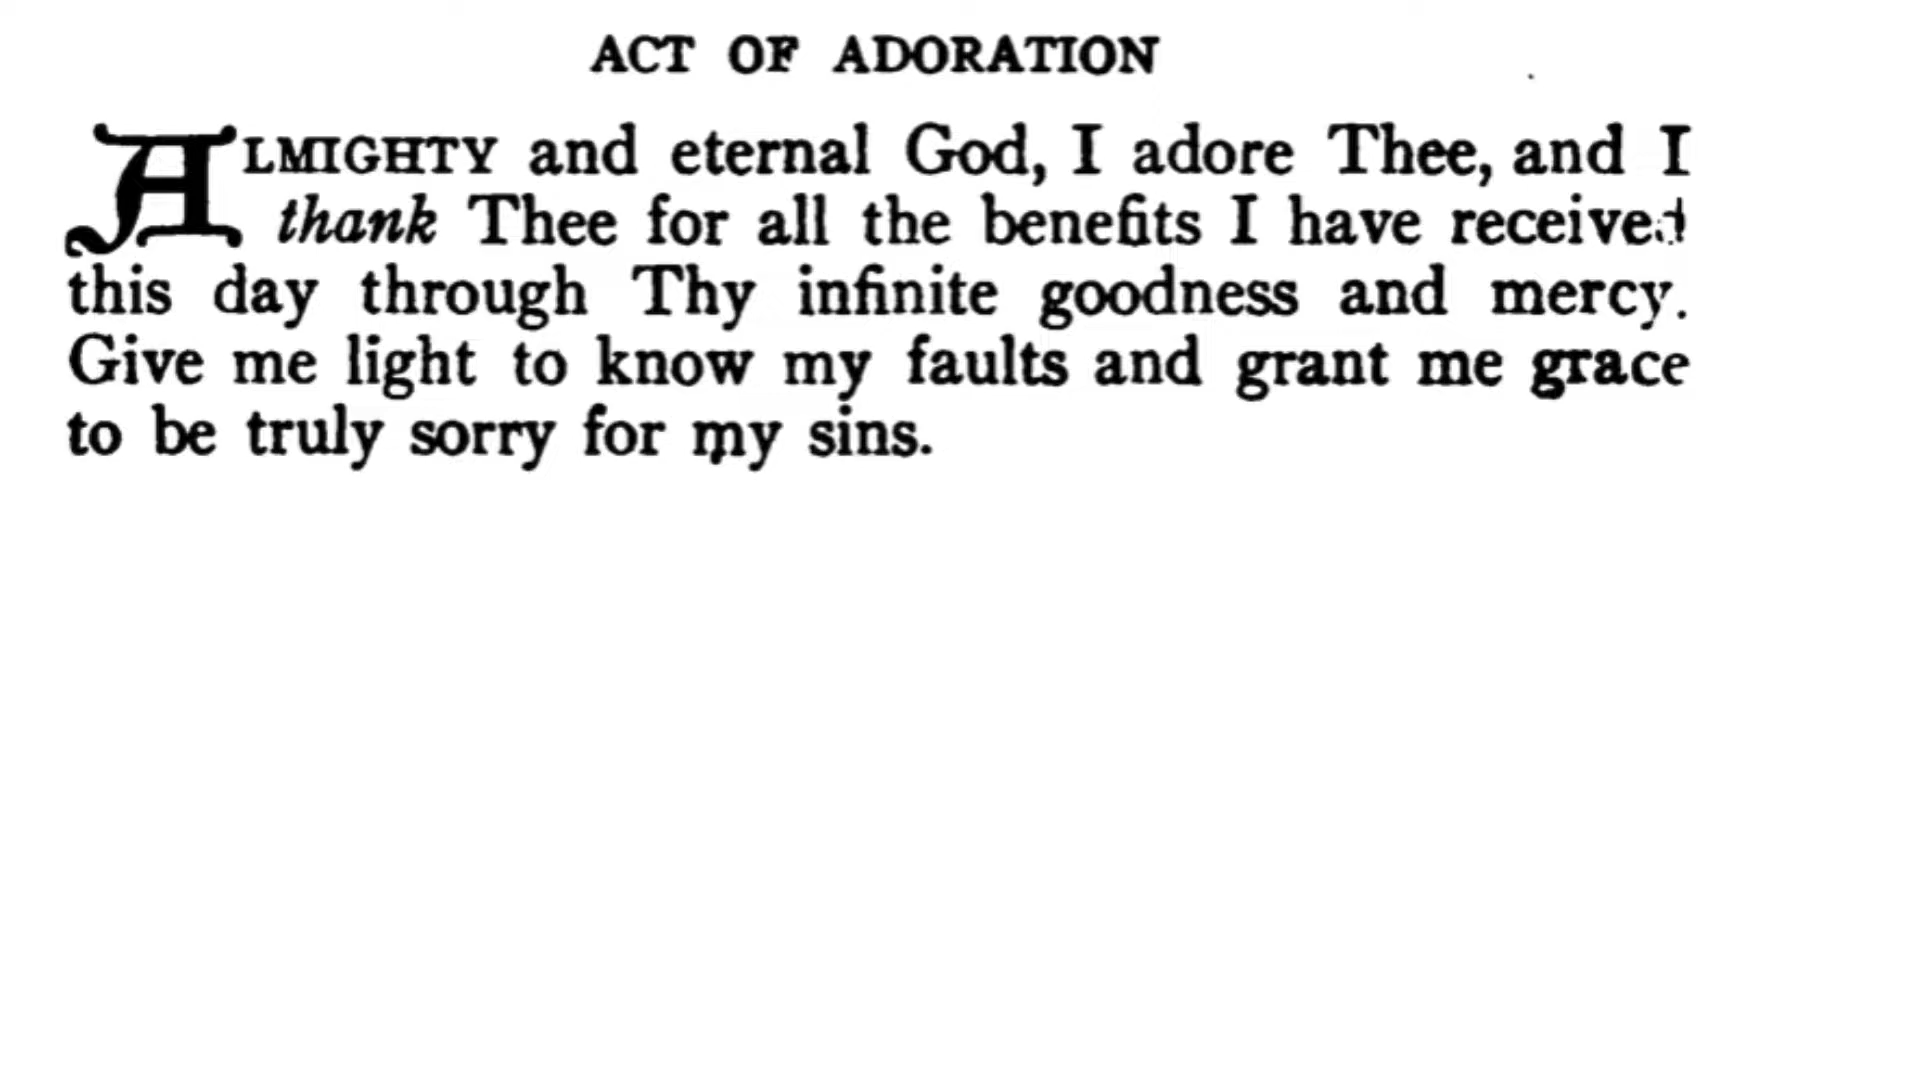 ACT OF ADORATION
ALMIGHTY and eternal God, I adore Thee, and I
thank Thee for all the benefits I have received
this day through Thy infinite goodness and mercy.
Give me light to know my faults and grant me grace
to be truly sorry for my sins.